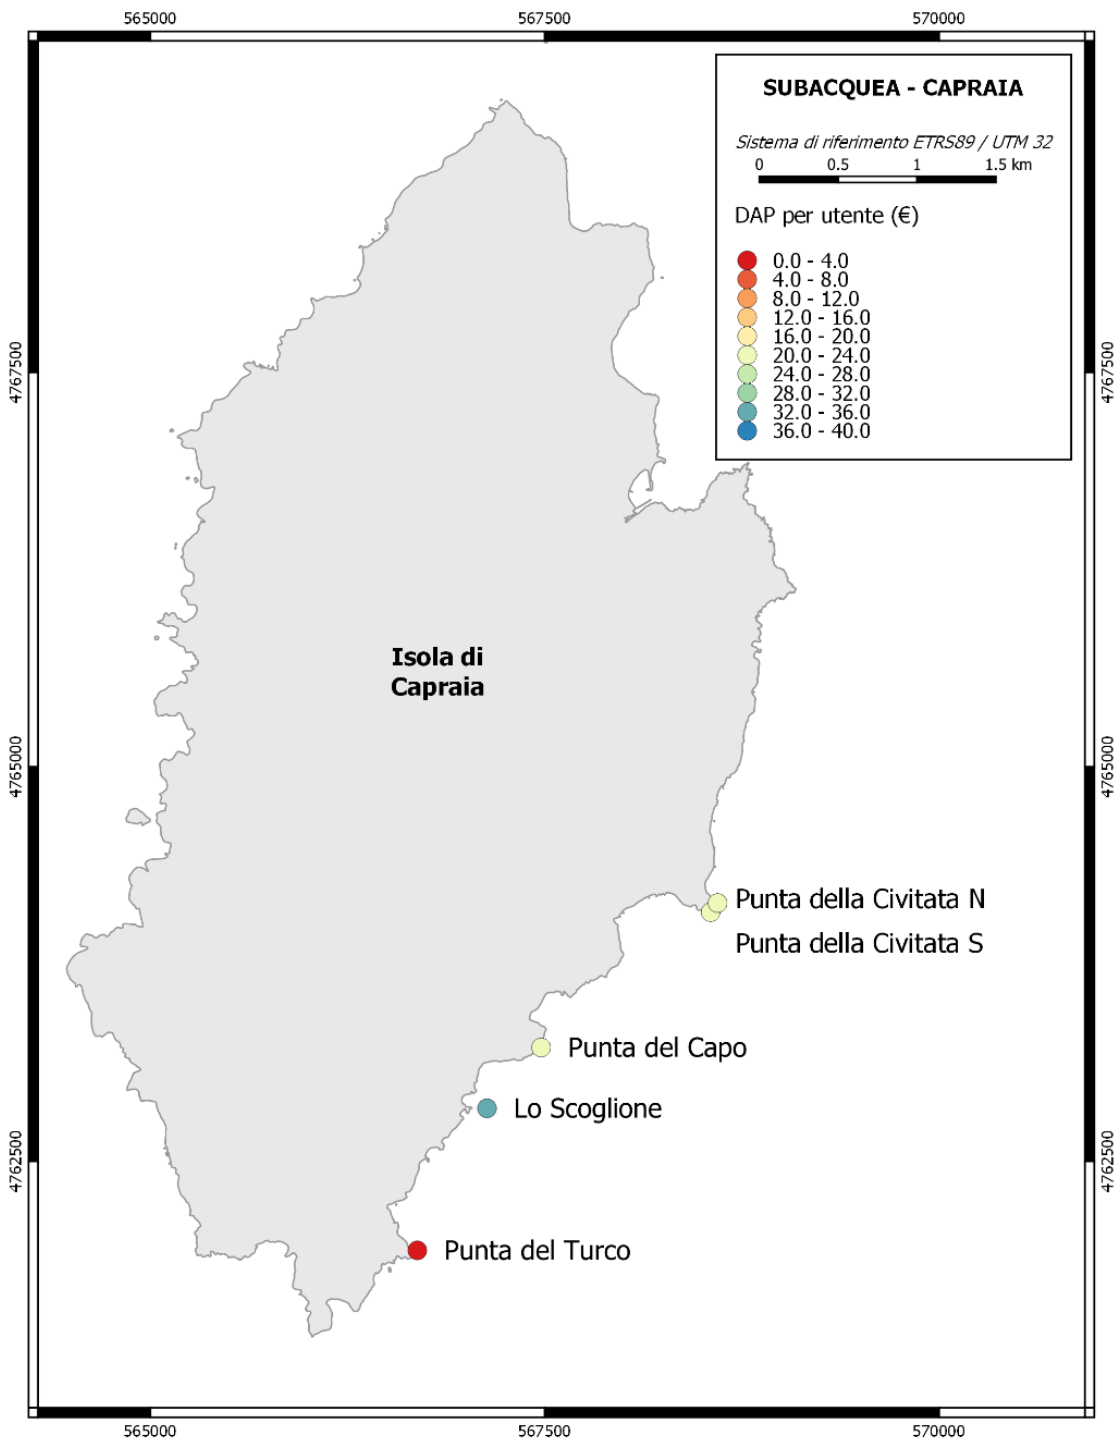 565000
567500
570000
SUBACQUEA - CAPRAIA
Sistema di riferimento ETRS89 / UTM 32
0 0.5 1 1.5 km
DAP per utente (€)
0.0 - 4.0
4.0 - 8.0
8.0 - 12.0
12.0 - 16.0
16.0 - 20.0
20.0 - 24.0
24.0 - 28.0
28.0 - 32.0
32.0 - 36.0
36.0 - 40.0
4767500
4767500
Isola di
Capraia
4765000
4765000
Punta della Civitata N
Punta della Civitata S
Punta del Capo
Lo Scoglione
4762500
4762500
Punta del Turco
565000
567500
570000